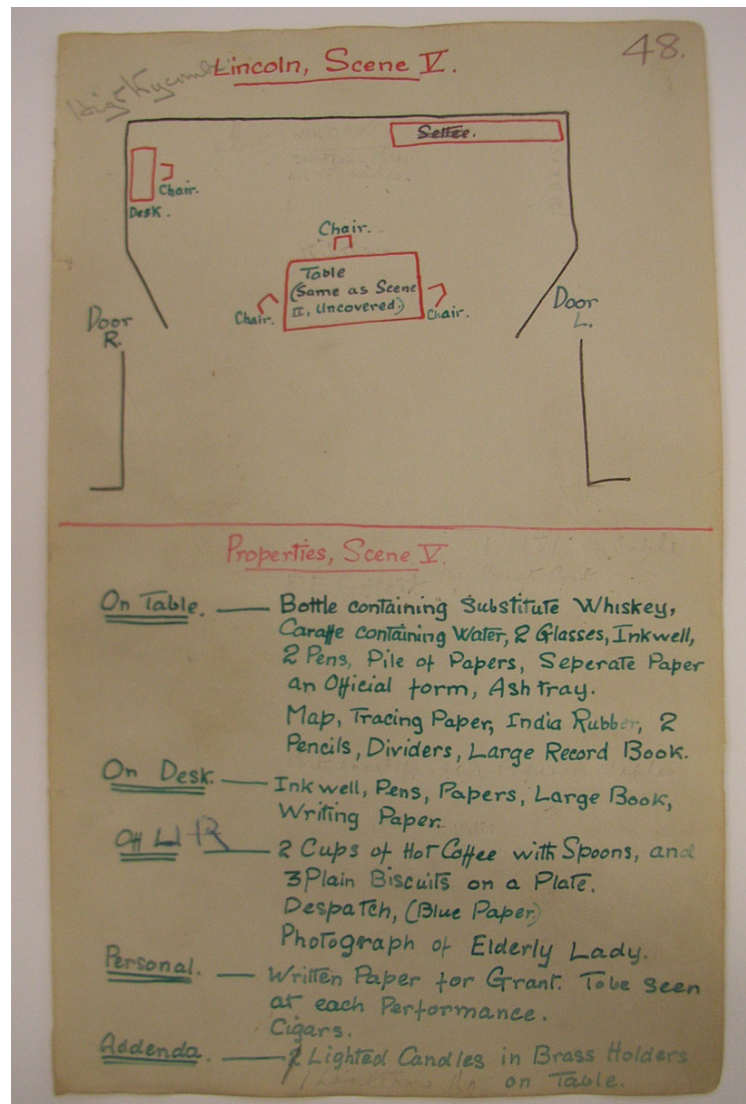 48.
Lincoln, Scene V.
High Wycombe
Settee.
Chair.
Desk.
Chair.
Table
(Same as Scene
II, Uncovered.)
Chair.
Chair.
Door
R.
Door
L.
Properties, Scene V.
On Table. — Bottle containing Substitute Whiskey,
Caraffe containing Water, 2 Glasses, Inkwell,
2 Pens, Pile of Papers, Seperate Paper
an Official form, Ash tray.
Map, Tracing Paper, India Rubber, 2
Pencils, Dividers, Large Record Book.
On Desk. — Inkwell, Pens, Papers, Large Book,
Writing Paper.
Off L R — 2 Cups of Hot Coffee with Spoons, and
3 Plain Biscuits on a Plate.
Despatch, (Blue Paper)
Photograph of Elderly Lady.
Personal. — Written Paper for Grant. To be seen
at each Performance.
Cigars.
Addenda. — 2 Lighted Candles in Brass Holders
on Table.